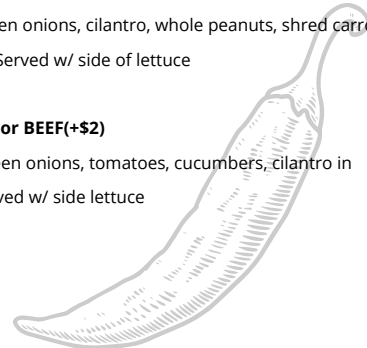 en onions, cilantro, whole peanuts, shred carro
Served w/ side of lettuce
or BEEF(+$2)
en onions, tomatoes, cucumbers, cilantro in
ved w/ side lettuce